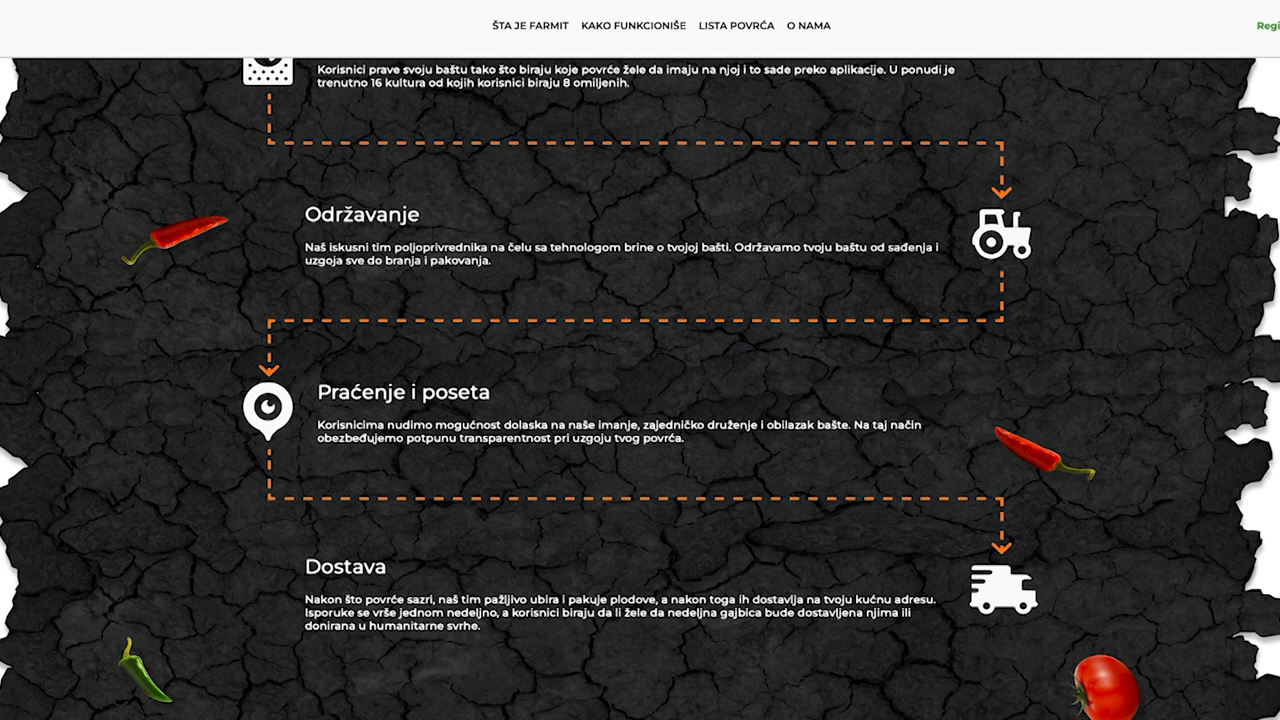 ŠTA JE FARMIT KAKO FUNKCIONIŠE LISTA POVRĆA O NAMA
Korisnici prave svoju baštu tako što biraju koje povrće žele da imaju na njoj i to sade preko aplikacije. U ponudi je
trenutno 16 kultura od kojih korisnici biraju 8 omiljenih.
Održavanje
Naš iskusni tim poljoprivrednika na čelu sa tehnologom brine o tvojoj bašti. Održavamo tvoju baštu od sađenja i
uzgoja sve do branja i pakovanja.
Praćenje i poseta
Korisnicima nudimo mogućnost dolaska na naše imanje, zajedničko druženje i obilazak bašte. Na taj način
obezbeđujemo potpunu transparentnost pri uzgoju tvog povrća.
Dostava
Nakon što povrće sazri, naš tim pažljivo ubira i pakuje plodove, a nakon toga ih dostavlja na tvoju kućnu adresu.
Isporuke se vrše jednom nedeljno, a korisnici biraju da li žele da nedeljna gajbica bude dostavljena njima ili
donirana u humanitarne svrhe.